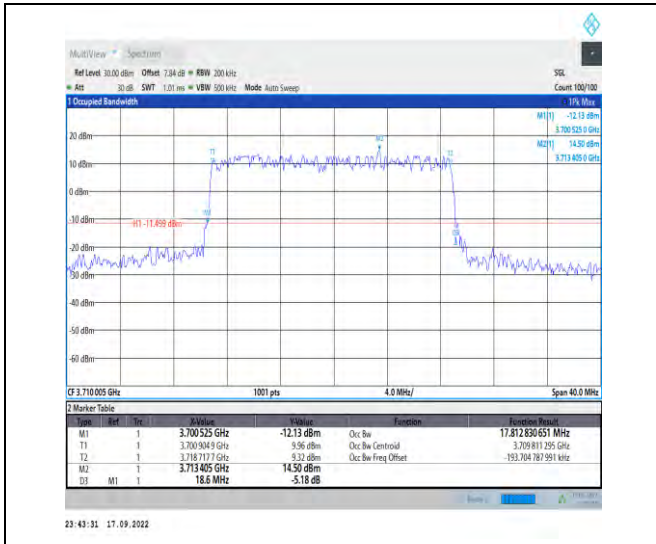 MultiView Spectrum
Ref Level 30.00 dBm Offset 7.84 dB RBW 200 kHz SGL
Att 30 dB SWT 1.01 ms VBW 500 kHz Mode Auto Sweep Count 100/100
1 Occupied Bandwidth 1Pk Max
M1[1] -12.13 dBm
3.700 525 0 GHz
M2[1] 14.50 dBm
3.713 405 0 GHz
20 dBm
M2
T1
10 dBm
0 dBm
-10 dBm
H1 -11.499 dBm
-20 dBm
-30 dBm
-40 dBm
-50 dBm
-60 dBm
CF 3.710 005 GHz 1001 pts 4.0 MHz/ Span 40.0 MHz
2 Marker Table
Type Ref Trc X-Value Y-Value Function Function Result
M1 1 3.700 525 GHz -12.13 dBm Occ Bw 17.812 830 651 MHz
T1 1 3.700 904 9 GHz 9.96 dBm Occ Bw Centroid 3.709 811 295 GHz
T2 1 3.718 717 7 GHz 9.32 dBm Occ Bw Freq Offset -193.704 787 991 kHz
M2 1 3.713 405 GHz 14.50 dBm
D3 M1 1 18.6 MHz -5.18 dB
23:43:31 17.09.2022